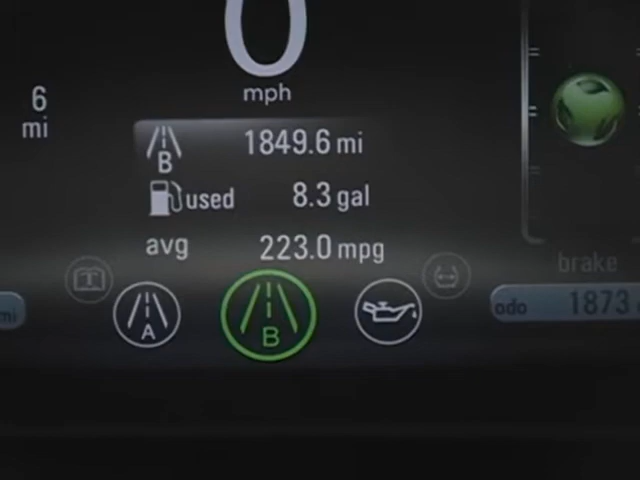 0
mph
6
mi
B 1849.6 mi
used 8.3 gal
avg 223.0 mpg
brake
mi
A
B
odo 1873